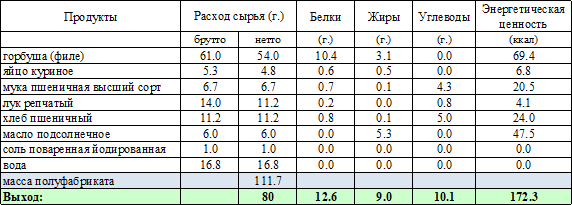 Продукты Расход сырья (г.) Белки Жиры Углеводы Энергетическая ценность
брутто нетто (г.) (г.) (г.) (ккал)
горбуша (филе) 61.0 54.0 10.4 3.1 0.0 69.4
яйцо куриное 5.3 4.8 0.6 0.5 0.0 6.8
мука пшеничная высший сорт 6.7 6.7 0.7 0.1 4.3 20.5
лук репчатый 14.0 11.2 0.2 0.0 0.8 4.1
хлеб пшеничный 11.2 11.2 0.8 0.1 5.0 24.0
масло подсолнечное 6.0 6.0 0.0 5.3 0.0 47.5
соль поваренная йодированная 1.0 1.0 0.0 0.0 0.0 0.0
вода 16.8 16.8 0.0 0.0 0.0 0.0
масса полуфабриката 111.7
Выход: 80 12.6 9.0 10.1 172.3